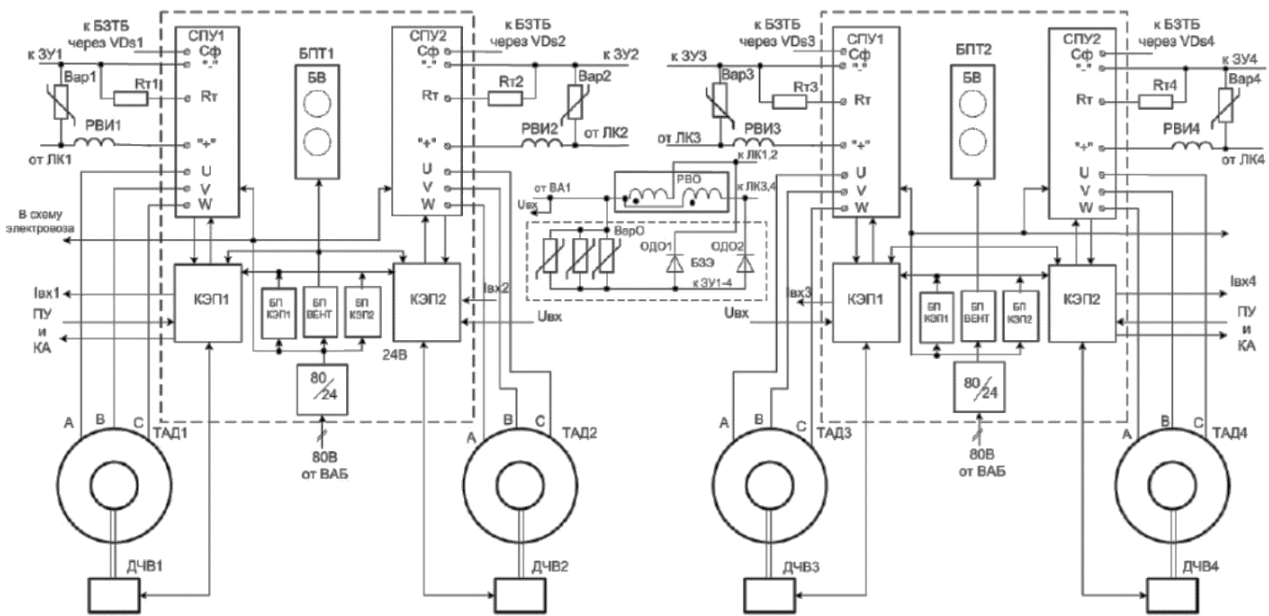 к БЗТБ
через VDs1
к ЗУ1
Вар1
Rт1
РВИ1
от ЛК1
СПУ1
Сф
"-"
Rт
"+"
U
V
W
БПТ1
БВ
СПУ2
Сф
"-"
Rт
"+"
U
V
W
к БЗТБ
через VDs2
к ЗУ2
Вар2
Rт2
РВИ2
от ЛК2
В схему
электровоза
Iвх1
ПУ
и
КА
КЭП1
БП
КЭП1
БП
ВЕНТ
БП
КЭП2
КЭП2
24В
80/24
80В
от ВАБ
Iвх2
Uвх
A
B
C
ТАД1
A
B
C
ТАД2
ДЧВ1
ДЧВ2
к БЗТБ
через VDs3
к ЗУ3
Вар3
Rт3
РВИ3
от ЛК3
к ЛК1,2
от ВА1
РВО
к ЛК3,4
Uвх
Вар0
ОДО1
БЗЭ
ОДО2
к ЗУ1-4
СПУ1
Сф
"-"
Rт
"+"
U
V
W
БПТ2
БВ
СПУ2
Сф
"-"
Rт
"+"
U
V
W
к БЗТБ
через VDs4
к ЗУ4
Вар4
Rт4
РВИ4
от ЛК4
Iвх3
Uвх
КЭП1
БП
КЭП1
БП
ВЕНТ
БП
КЭП2
КЭП2
Iвх4
ПУ
и
КА
80/24
80В
от ВАБ
A
B
C
ТАД3
A
B
C
ТАД4
ДЧВ3
ДЧВ4